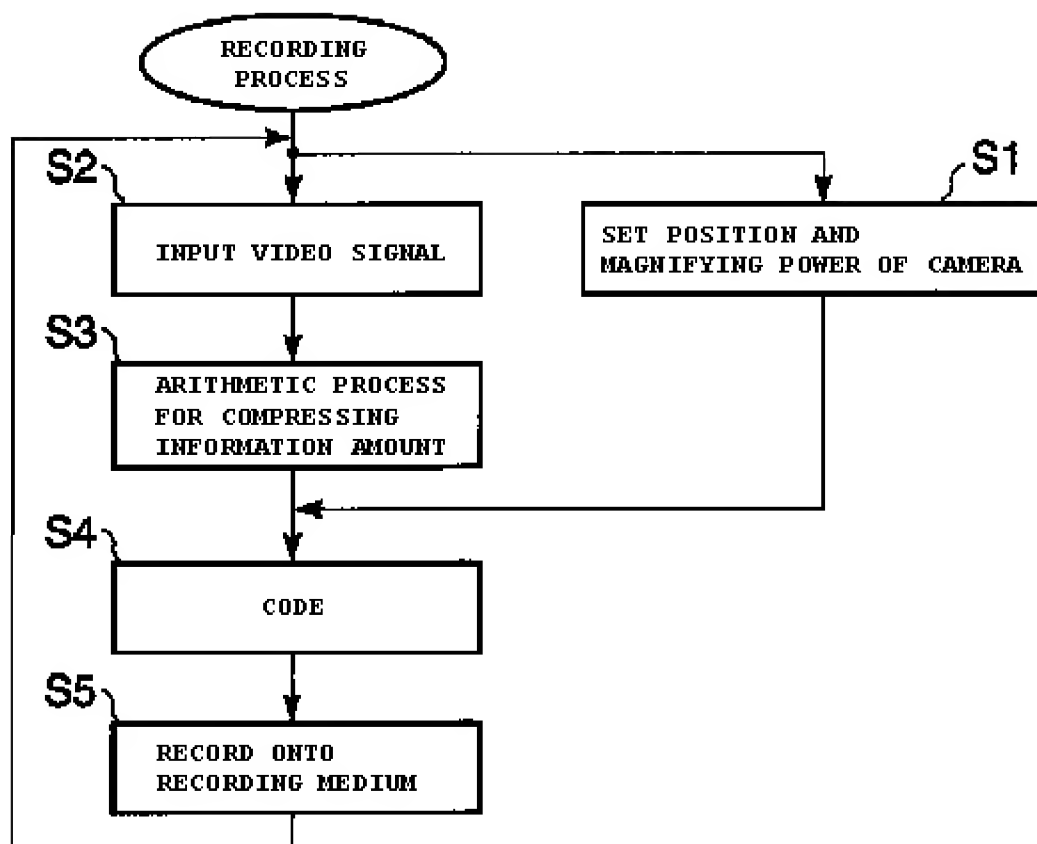 RECORDING
PROCESS
S2
S1
INPUT VIDEO SIGNAL
SET POSITION AND
MAGNIFYING POWER OF CAMERA
S3
ARITHMETIC PROCESS
FOR COMPRESSING
INFORMATION AMOUNT
S4
CODE
S5
RECORD ONTO
RECORDING MEDIUM